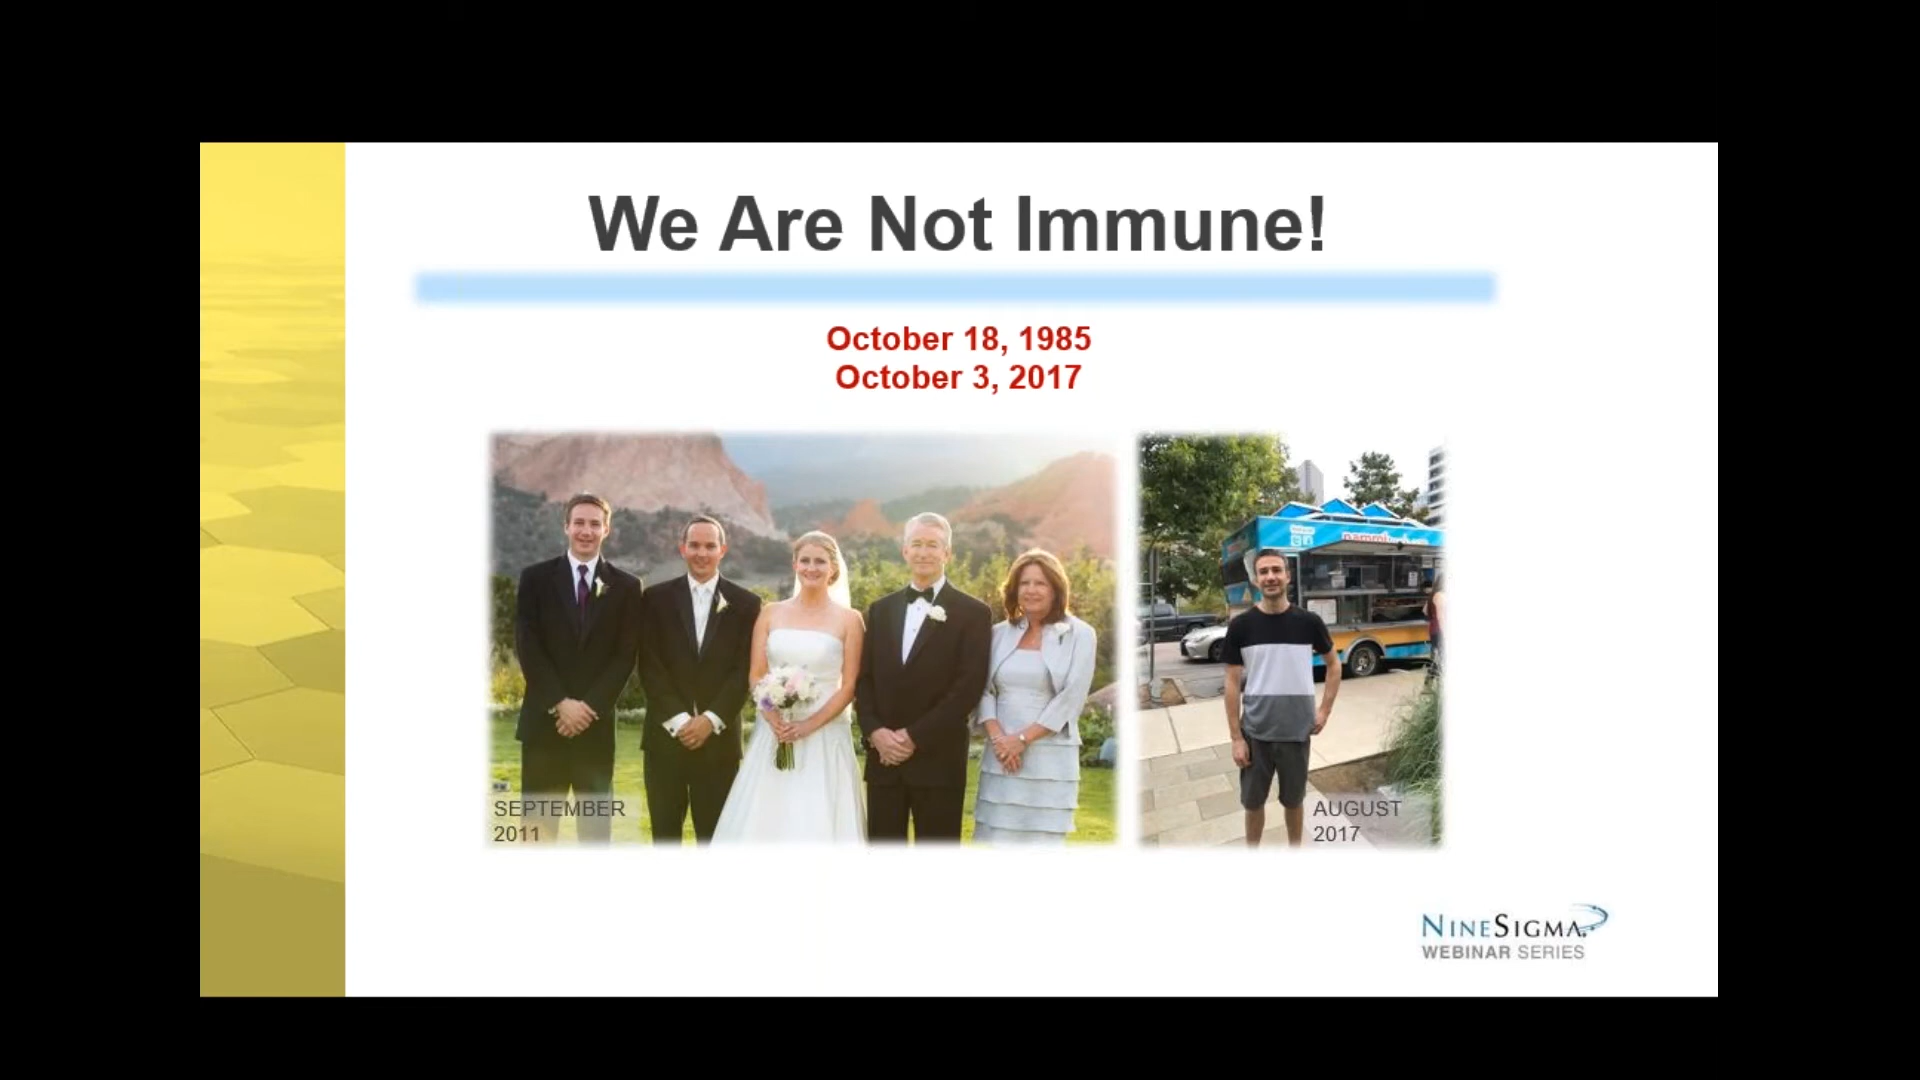 We Are Not Immune!
October 18, 1985
October 3, 2017
SEPTEMBER
2011
AUGUST
2017
NINESIGMA
WEBINAR SERIES